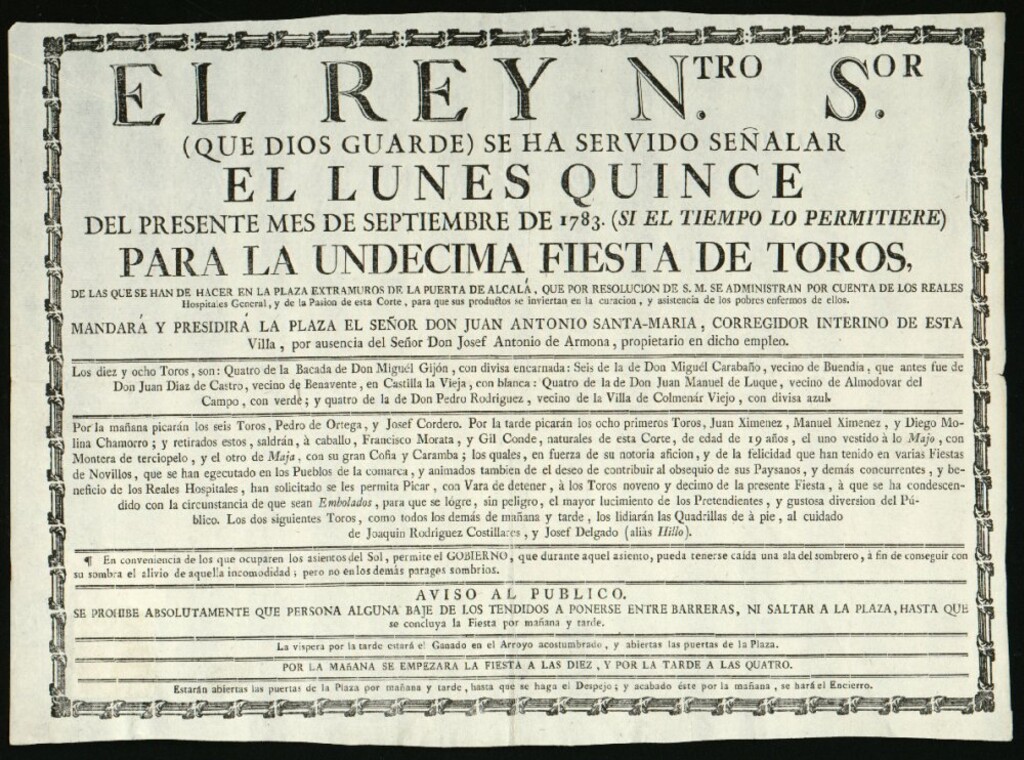 EL REY N.TRO S.OR
(QUE DIOS GUARDE) SE HA SERVIDO SEÑALAR
EL LUNES QUINCE
DEL PRESENTE MES DE SEPTIEMBRE DE 1783. (SI EL TIEMPO LO PERMITIERE)
PARA LA UNDECIMA FIESTA DE TOROS,
DE LAS QUE SE HAN DE HACER EN LA PLAZA EXTRAMUROS DE LA PUERTA DE ALCALÁ, QUE POR RESOLUCION DE S. M. SE ADMINISTRAN POR CUENTA DE LOS REALES
Hospitales General, y de la Pasion de esta Corte, para que sus productos se inviertan en la curacion, y asistencia de los pobres enfermos de ellos.
MANDARÁ Y PRESIDIRÁ LA PLAZA EL SEÑOR DON JUAN ANTONIO SANTA-MARIA, CORREGIDOR INTERINO DE ESTA
Villa, por ausencia del Señor Don Josef Antonio de Armona, propietario en dicho empleo.
Los diez y ocho Toros, son: Quatro de la Bacada de Don Miguél Gijón, con divisa encarnada: Seis de la de Don Miguél Carabaño, vecino de Buendia, que antes fue de
Don Juan Diaz de Castro, vecino de Benavente, en Castilla la Vieja, con blanca: Quatro de la de Don Juan Manuel de Luque, vecino de Almodovar del
Campo, con verde; y quatro de la de Don Pedro Rodriguez, vecino de la Villa de Colmenár Viejo, con divisa azul.
Por la mañana picarán los seis Toros, Pedro de Ortega, y Josef Cordero. Por la tarde picarán los ocho primeros Toros, Juan Ximenez, Manuel Ximenez, y Diego Mo-
lina Chamorro; y retirados estos, saldrán, à caballo, Francisco Morata, y Gil Conde, naturales de esta Corte, de edad de 19 años, el uno vestido à lo Majo, con
Montera de terciopelo, y el otro de Maja, con su gran Cofia y Caramba; los quales, en fuerza de su notoria aficion, y de la felicidad que han tenido en varias Fiestas
de Novillos, que se han egecutado en los Pueblos de la comarca, y animados tambien de el deseo de contribuir al obsequio de sus Paysanos, y demás concurrentes, y be-
neficio de los Reales Hospitales, han solicitado se les permita Picar, con Vara de detener, à los Toros noveno y decimo de la presente Fiesta, à que se ha condescen-
dido con la circunstancia de que sean Embolados, para que se lógre, sin peligro, el mayor lucimiento de los Pretendientes, y gustosa diversion del Pú-
blico. Los dos siguientes Toros, como todos los demás de mañana y tarde, los lidiarán las Quadrillas de à pie, al cuidado
de Joaquin Rodriguez Costillares, y Josef Delgado (aliàs Hillo).
¶ En conveniencia de los que ocuparen los asientos del Sol, permite el GOBIERNO, que durante aquel asiento, pueda tenerse caída una ala del sombrero, à fin de conseguir con
su sombra el alivio de aquella incomodidad; pero no en los demás parages sombrios.
AVISO AL PUBLICO.
SE PROHIBE ABSOLUTAMENTE QUE PERSONA ALGUNA BAJE DE LOS TENDIDOS A PONERSE ENTRE BARRERAS, NI SALTAR A LA PLAZA, HASTA QUE
se concluya la Fiesta por mañana y tarde.
La vispera por la tarde estará el Ganado en el Arroyo acostumbrado, y abiertas las puertas de la Plaza.
POR LA MAÑANA SE EMPEZARA LA FIESTA A LAS DIEZ, Y POR LA TARDE A LAS QUATRO.
Estarán abiertas las puertas de la Plaza por mañana y tarde, hasta que se haga el Despejo; y acabado éste por la mañana, se hará el Encierro.